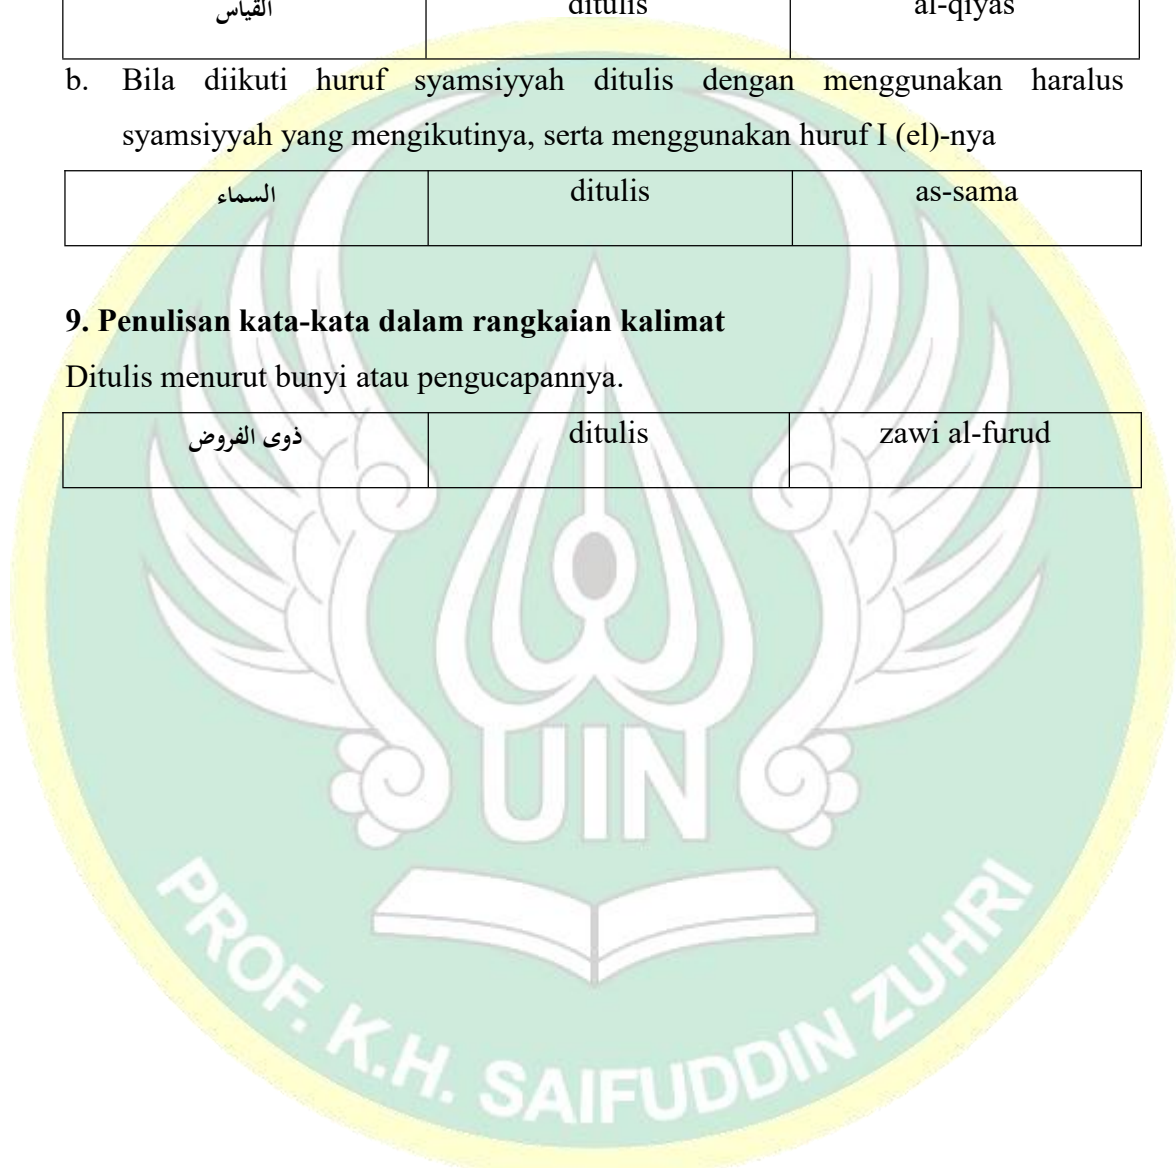 القياس ditulis al-qiyas
b. Bila diikuti huruf syamsiyyah ditulis dengan menggunakan haralus
syamsiyyah yang mengikutinya, serta menggunakan huruf I (el)-nya
السماء ditulis as-sama
9. Penulisan kata-kata dalam rangkaian kalimat
Ditulis menurut bunyi atau pengucapannya.
ذوى الفروض ditulis zawi al-furud
UIN
PROF. K.H. SAIFUDDIN ZUHRI